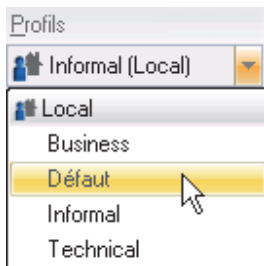 Profils
Informal (Local)
Local
Business
Défaut
Informal
Technical